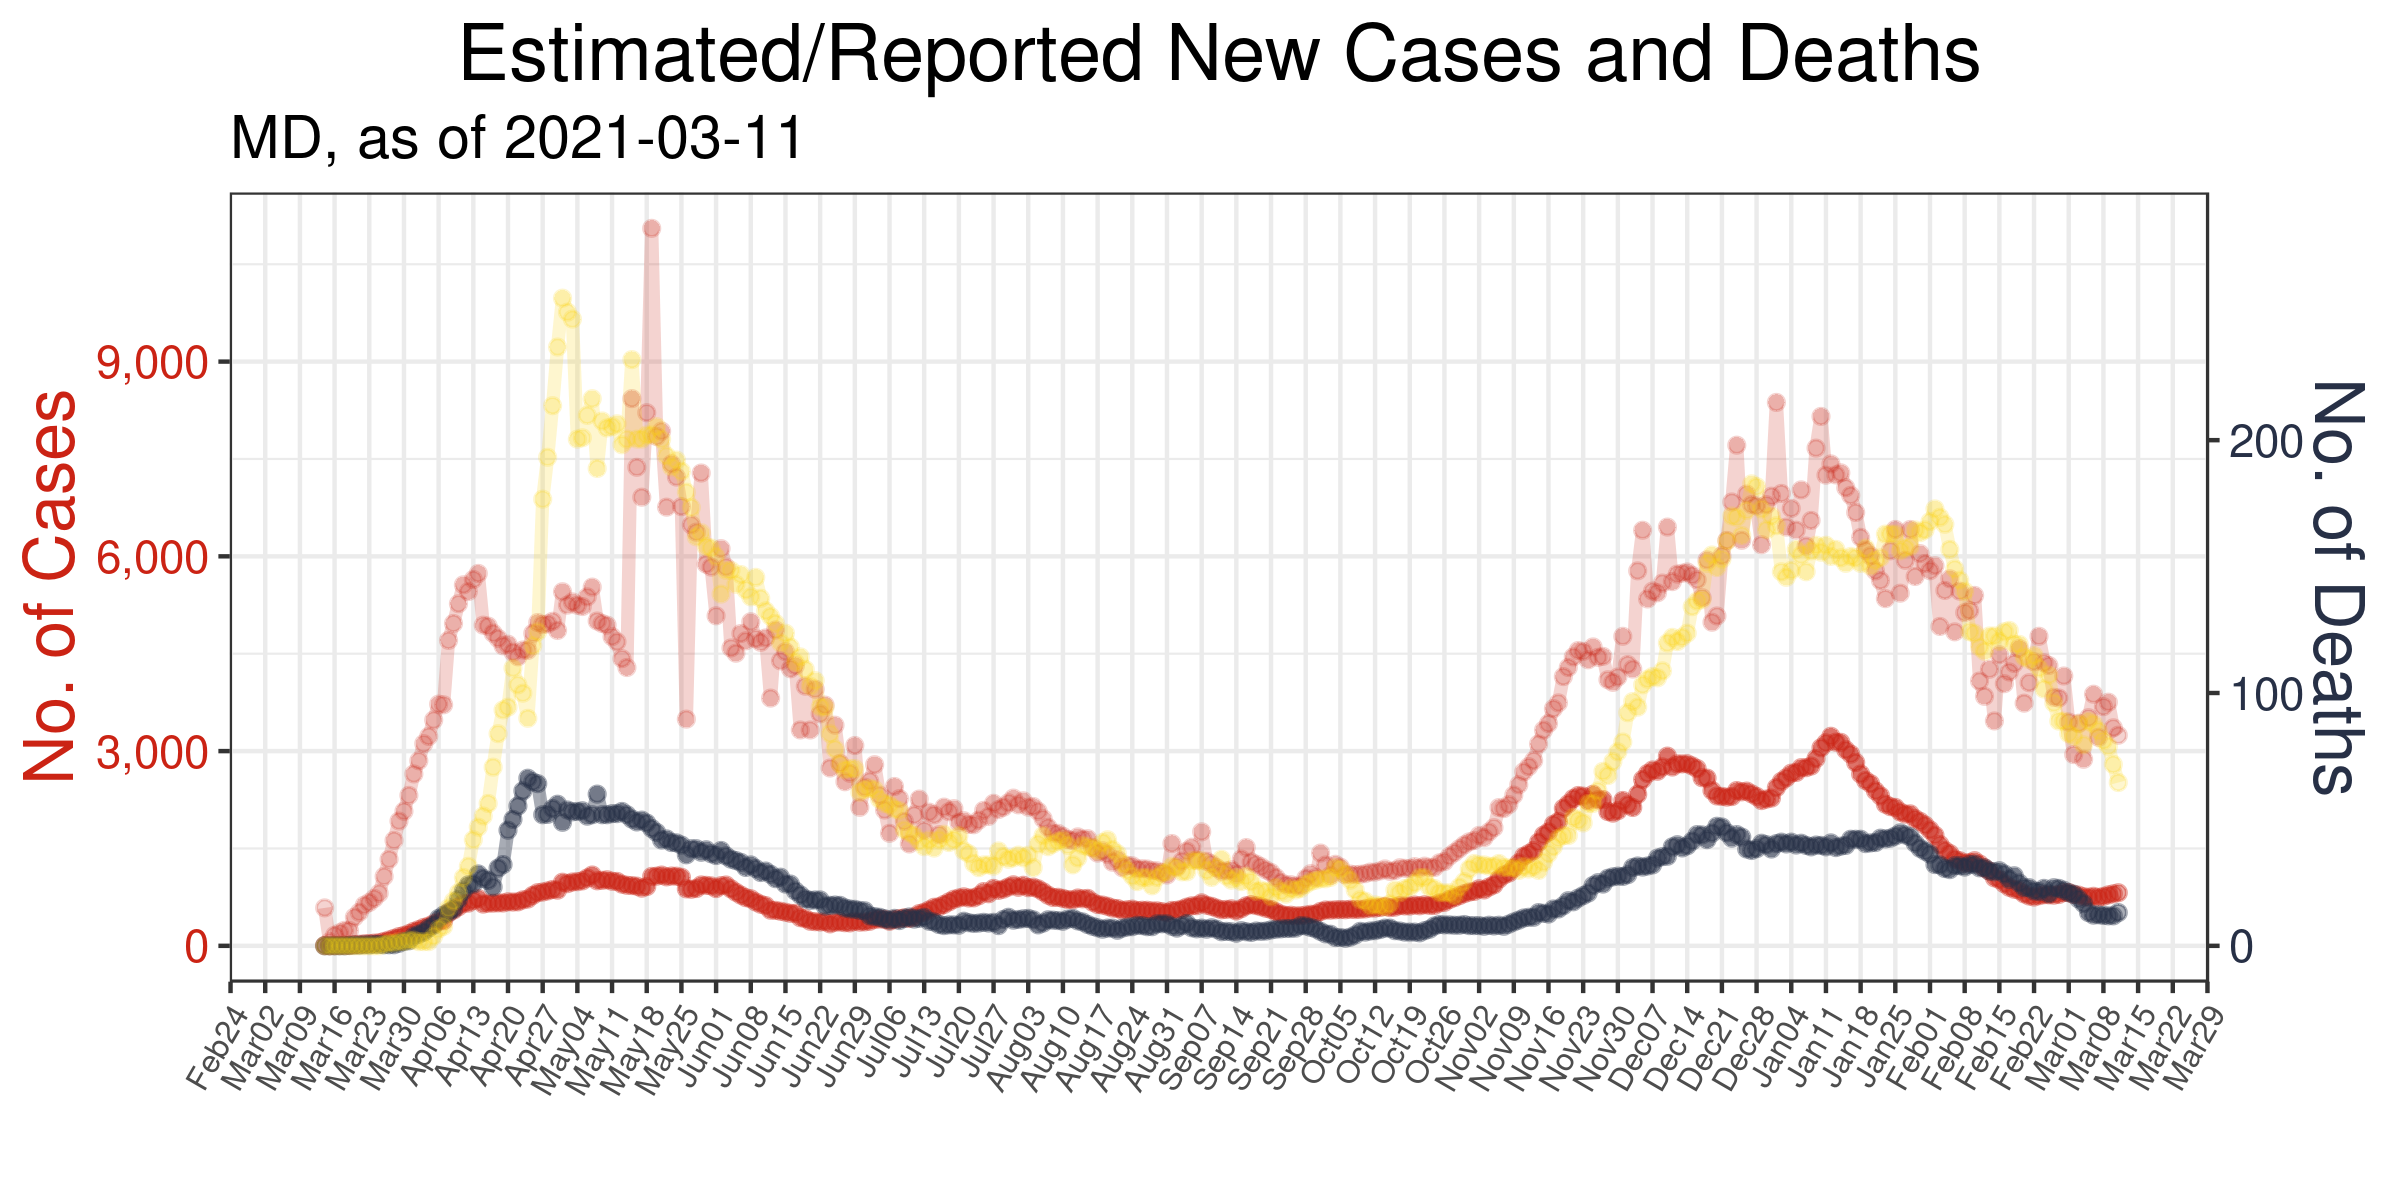 Estimated/Reported New Cases and Deaths
MD, as of 2021-03-11
No. of Cases
9,000
6,000
3,000
0
No. of Deaths
200
100
0
Feb24
Mar02
Mar09
Mar16
Mar23
Mar30
Apr06
Apr13
Apr20
Apr27
May04
May11
May18
May25
Jun01
Jun08
Jun15
Jun22
Jun29
Jul06
Jul13
Jul20
Jul27
Aug03
Aug10
Aug17
Aug24
Aug31
Sep07
Sep14
Sep21
Sep28
Oct05
Oct12
Oct19
Oct26
Nov02
Nov09
Nov16
Nov23
Nov30
Dec07
Dec14
Dec21
Dec28
Jan04
Jan11
Jan18
Jan25
Feb01
Feb08
Feb15
Feb22
Mar01
Mar08
Mar15
Mar22
Mar29